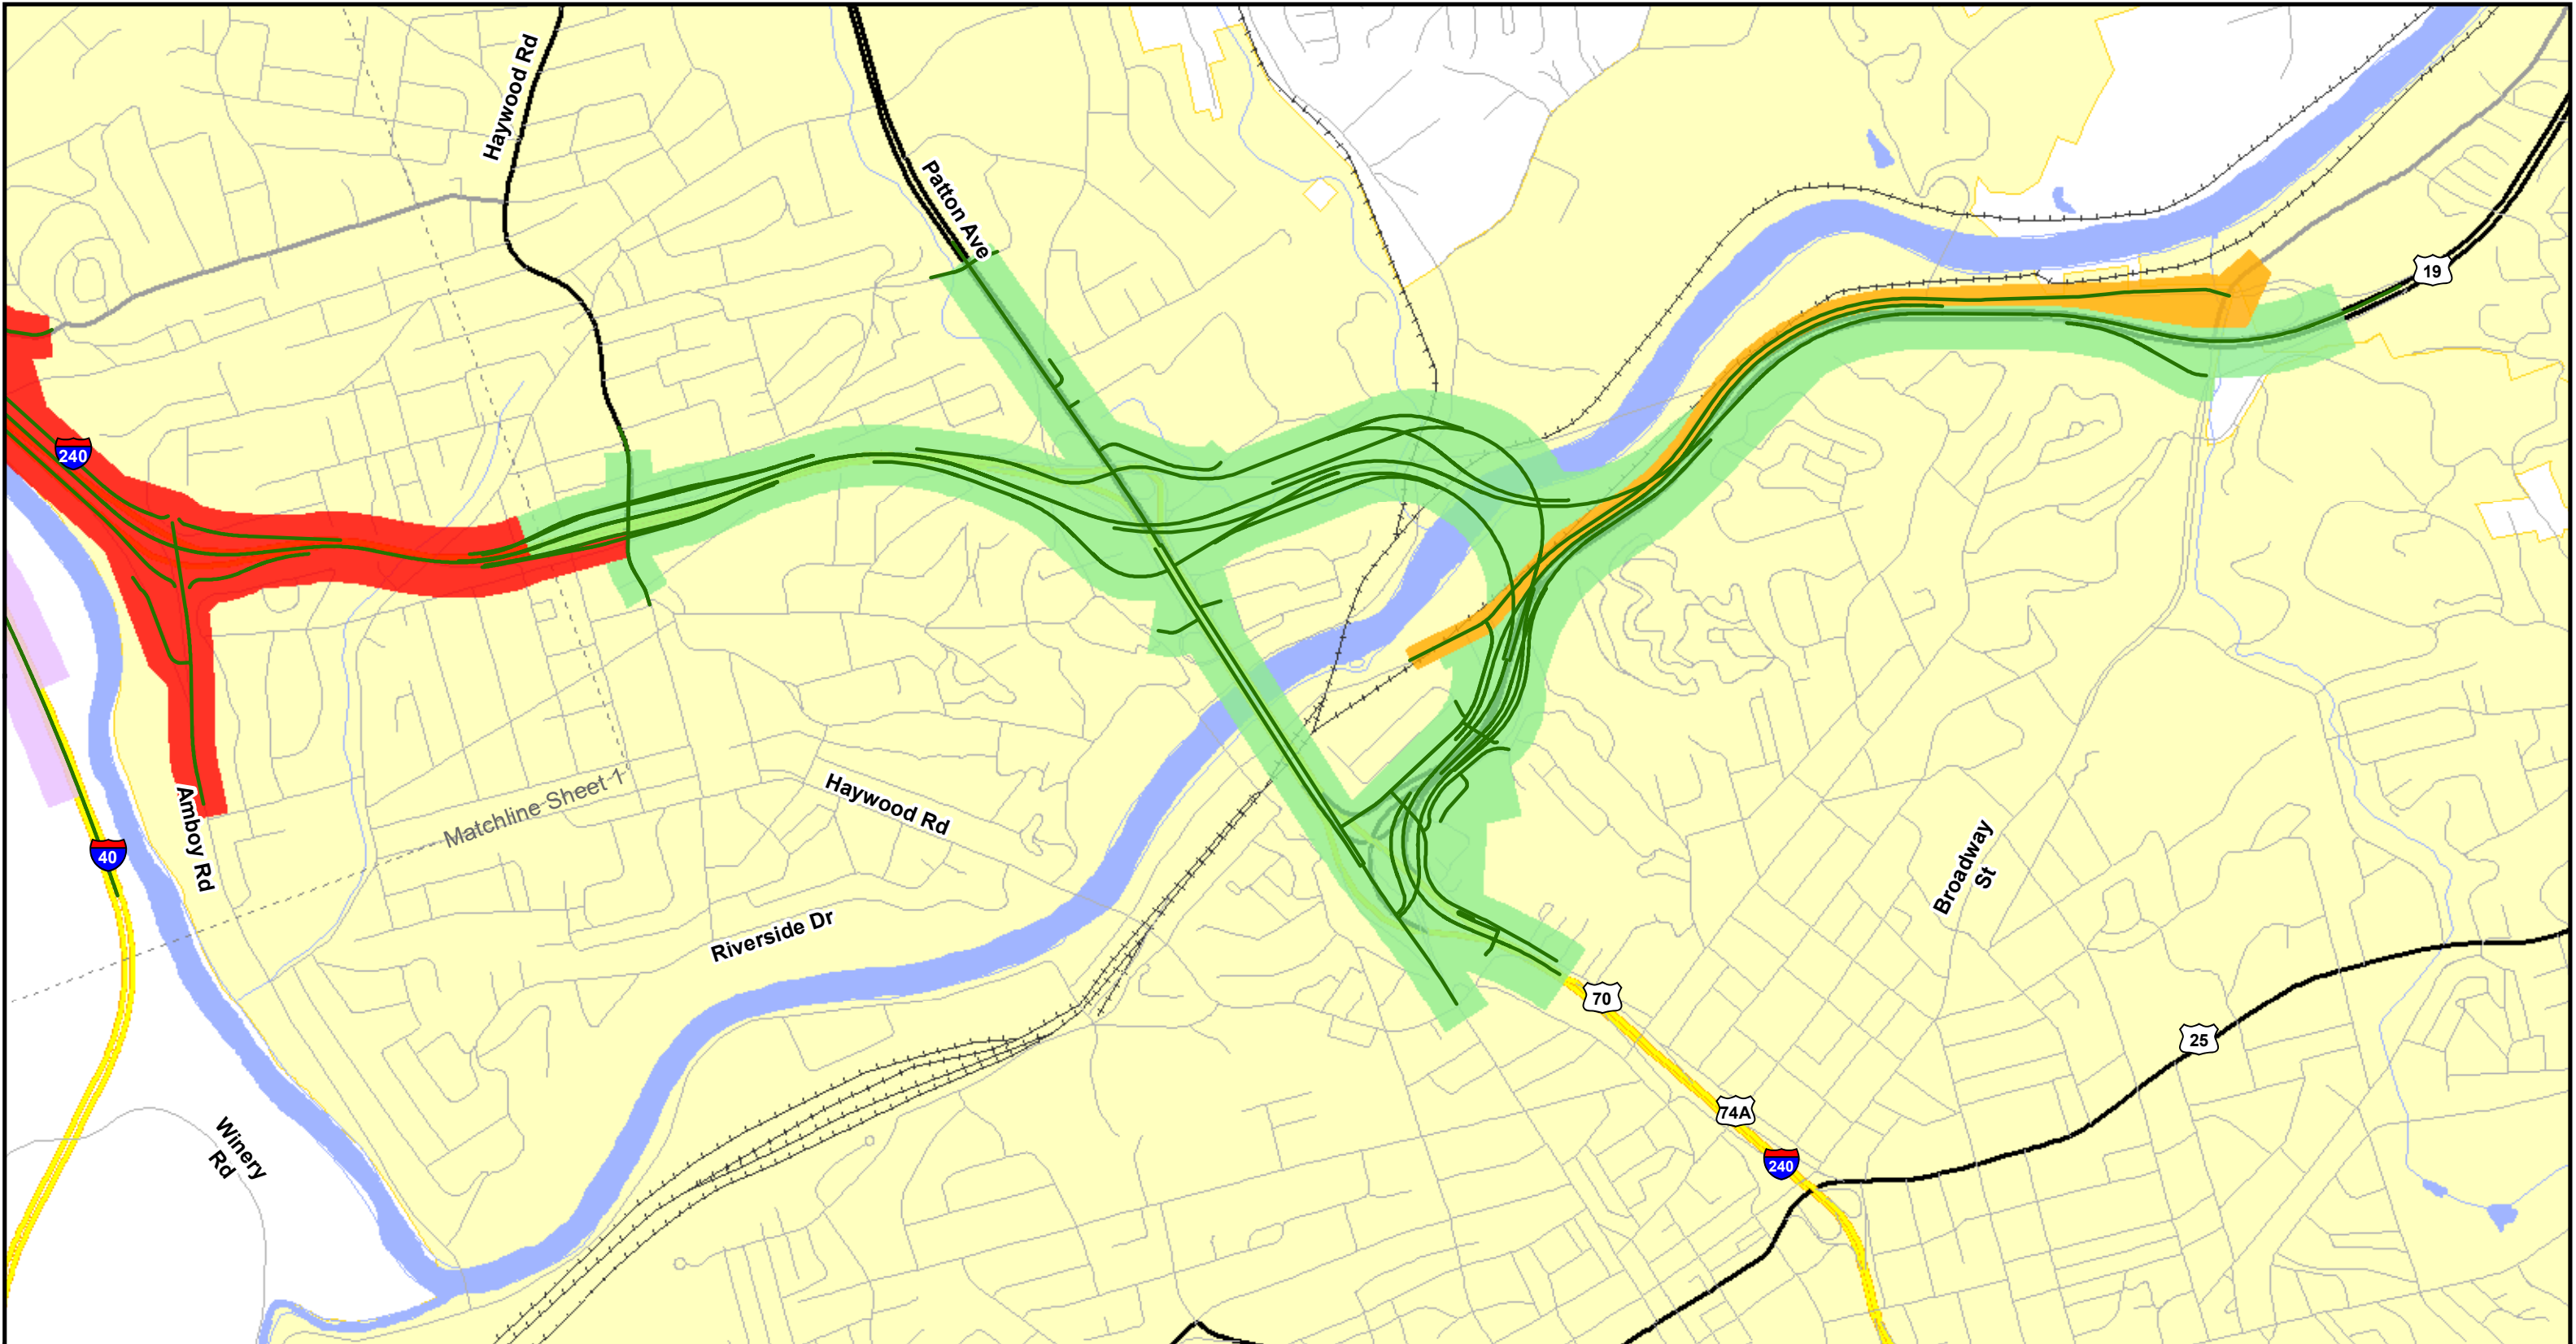 Haywood Rd
Patton Ave
19
240
Matchline Sheet 1
Haywood Rd
Amboy Rd
40
Broadway
St
Riverside Dr
70
25
74A
Winery
Rd
240